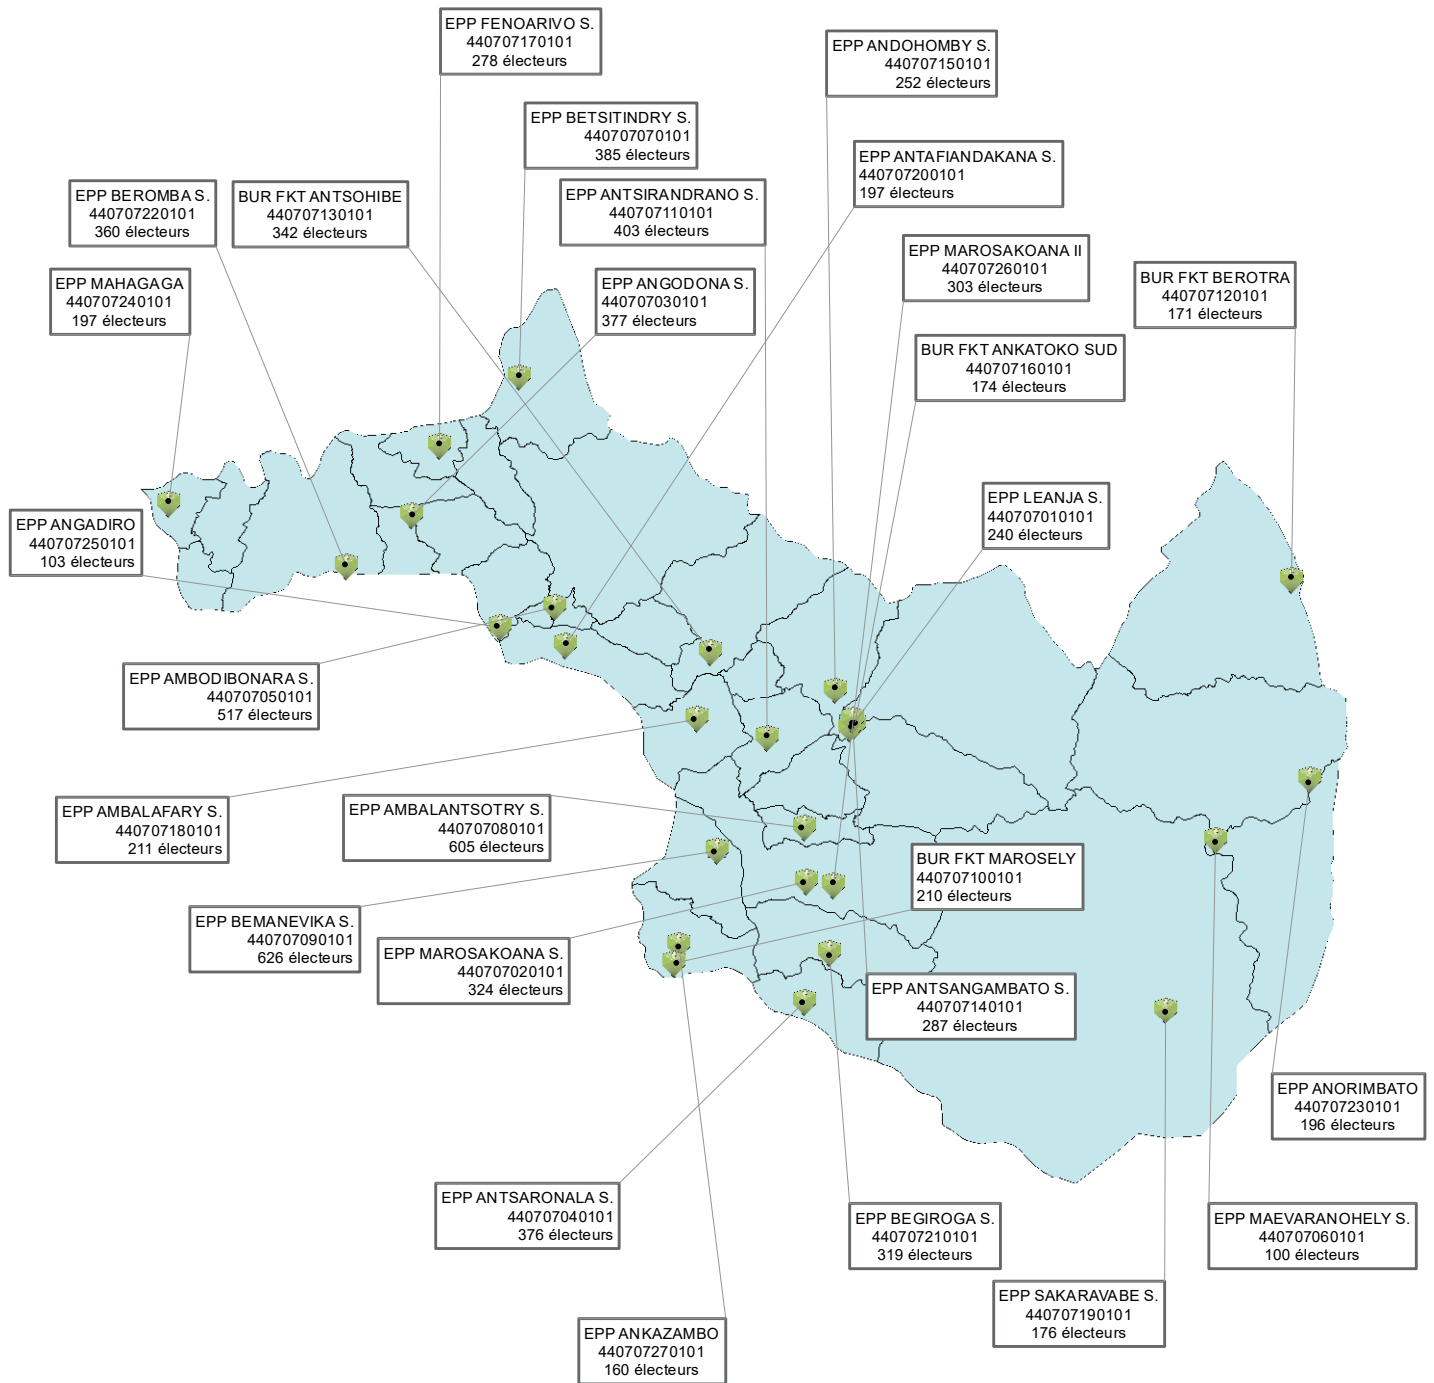 EPP FENOARIVO S.
440707170101
278 électeurs
EPP ANDOHOMBY S.
440707150101
252 électeurs
EPP BETSITINDRY S.
440707070101
385 électeurs
EPP ANTAFIANDAKANA S.
440707200101
197 électeurs
EPP BEROMBA S.
440707220101
360 électeurs
BUR FKT ANTSOHIBE
440707130101
342 électeurs
EPP ANTSIRANDRANO S.
440707110101
403 électeurs
EPP MAROSAKOANA II
440707260101
303 électeurs
EPP MAHAGAGA
440707240101
197 électeurs
EPP ANGODONA S.
440707030101
377 électeurs
BUR FKT BEROTRA
440707120101
171 électeurs
BUR FKT ANKATOKO SUD
440707160101
174 électeurs
EPP LEANJA S.
440707010101
240 électeurs
EPP ANGADIRO
440707250101
103 électeurs
EPP AMBODIBONARA S.
440707050101
517 électeurs
EPP AMBALAFARY S.
440707180101
211 électeurs
EPP AMBALANTSOTRY S.
440707080101
605 électeurs
BUR FKT MAROSELY
440707100101
210 électeurs
EPP BEMANEVIKA S.
440707090101
626 électeurs
EPP MAROSAKOANA S.
440707020101
324 électeurs
EPP ANTSANGAMBATO S.
440707140101
287 électeurs
EPP ANORIMBATO
440707230101
196 électeurs
EPP ANTSARONALA S.
440707040101
376 électeurs
EPP BEGIROGA S.
440707210101
319 électeurs
EPP MAEVARANOHELY S.
440707060101
100 électeurs
EPP SAKARAVABE S.
440707190101
176 électeurs
EPP ANKAZAMBO
440707270101
160 électeurs